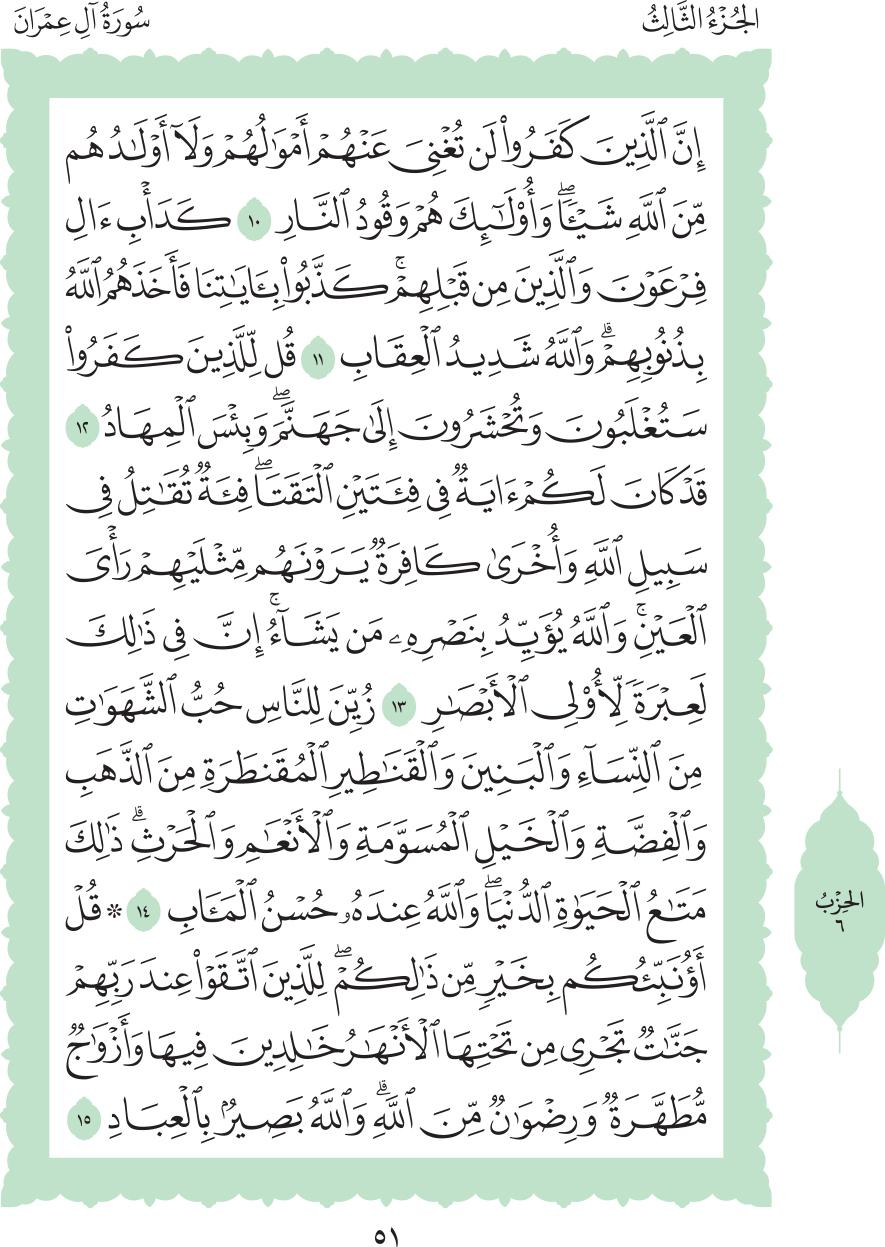 الجُزْءُ الثَّالِثُ
سُورَةُ آلِ عِمْرَانَ
إِنَّ ٱلَّذِينَ كَفَرُواْ لَن تُغْنِيَ عَنْهُمْ أَمْوَٰلُهُمْ وَلَآ أَوْلَٰدُهُم
مِّنَ ٱللَّهِ شَيْـًٔاۖ وَأُوْلَٰٓئِكَ هُمْ وَقُودُ ٱلنَّارِ ١٠ كَدَأْبِ ءَالِ
فِرْعَوْنَ وَٱلَّذِينَ مِن قَبْلِهِمْۚ كَذَّبُواْ بِـَٔايَٰتِنَا فَأَخَذَهُمُ ٱللَّهُ
بِذُنُوبِهِمْۗ وَٱللَّهُ شَدِيدُ ٱلْعِقَابِ ١١ قُل لِّلَّذِينَ كَفَرُواْ
سَتُغْلَبُونَ وَتُحْشَرُونَ إِلَىٰ جَهَنَّمَۖ وَبِئْسَ ٱلْمِهَادُ ١٢
قَدْ كَانَ لَكُمْ ءَايَةٌ فِي فِئَتَيْنِ ٱلْتَقَتَاۖ فِئَةٌ تُقَٰتِلُ فِي
سَبِيلِ ٱللَّهِ وَأُخْرَىٰ كَافِرَةٌ يَرَوْنَهُم مِّثْلَيْهِمْ رَأْيَ
ٱلْعَيْنِۚ وَٱللَّهُ يُؤَيِّدُ بِنَصْرِهِۦ مَن يَشَآءُۚ إِنَّ فِي ذَٰلِكَ
لَعِبْرَةً لِّأُوْلِي ٱلْأَبْصَٰرِ ١٣ زُيِّنَ لِلنَّاسِ حُبُّ ٱلشَّهَوَٰتِ
مِنَ ٱلنِّسَآءِ وَٱلْبَنِينَ وَٱلْقَنَٰطِيرِ ٱلْمُقَنطَرَةِ مِنَ ٱلذَّهَبِ
وَٱلْفِضَّةِ وَٱلْخَيْلِ ٱلْمُسَوَّمَةِ وَٱلْأَنْعَٰمِ وَٱلْحَرْثِۗ ذَٰلِكَ
مَتَٰعُ ٱلْحَيَوٰةِ ٱلدُّنْيَاۖ وَٱللَّهُ عِندَهُۥ حُسْنُ ٱلْمَـَٔابِ ١٤ * قُلْ
أَؤُنَبِّئُكُم بِخَيْرٍ مِّن ذَٰلِكُمْۖ لِلَّذِينَ ٱتَّقَوْاْ عِندَ رَبِّهِمْ
جَنَّٰتٌ تَجْرِي مِن تَحْتِهَا ٱلْأَنْهَٰرُ خَٰلِدِينَ فِيهَا وَأَزْوَٰجٌ
مُّطَهَّرَةٌ وَرِضْوَٰنٌ مِّنَ ٱللَّهِۗ وَٱللَّهُ بَصِيرٌۢ بِٱلْعِبَادِ ١٥
الحِزْبُ
٦
٥١